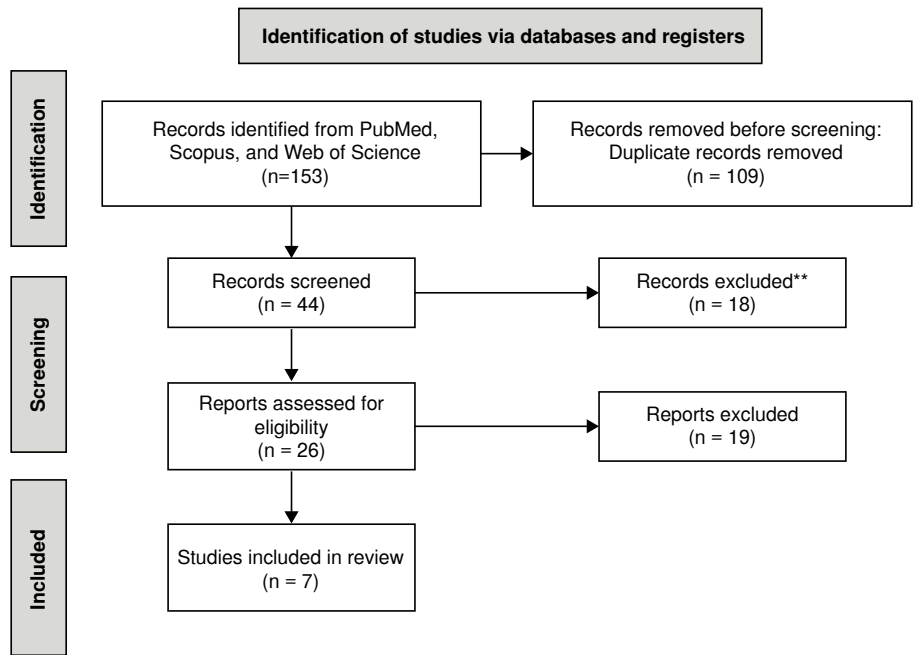 Identification of studies via databases and registers
Identification
Records identified from PubMed,
Scopus, and Web of Science
(n=153)
Records removed before screening:
Duplicate records removed
(n = 109)
Screening
Records screened
(n = 44)
Records excluded**
(n = 18)
Reports assessed for
eligibility
(n = 26)
Reports excluded
(n = 19)
Included
Studies included in review
(n = 7)